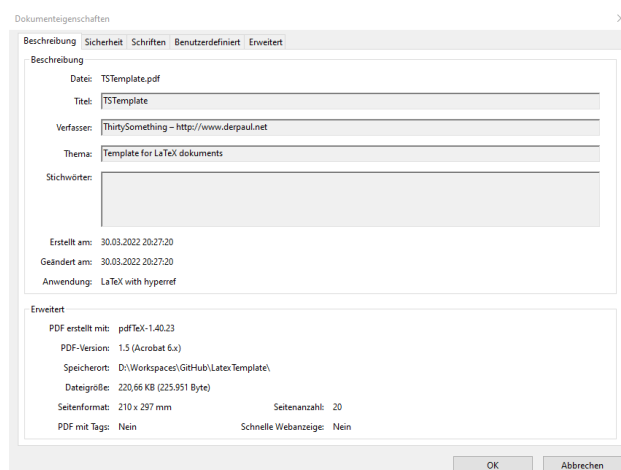 Dokumenteigenschaften
Beschreibung Sicherheit Schriften Benutzerdefiniert Erweitert
Beschreibung
Datei: TSTemplate.pdf
Titel: TSTemplate
Verfasser: ThirtySomething – http://www.derpaul.net
Thema: Template for LaTeX dokuments
Stichwörter:
Erstellt am: 30.03.2022 20:27:20
Geändert am: 30.03.2022 20:27:20
Anwendung: LaTeX with hyperref
Erweitert
PDF erstellt mit: pdfTeX-1.40.23
PDF-Version: 1.5 (Acrobat 6.x)
Speicherort: D:\Workspaces\GitHub\LatexTemplate\
Dateigröße: 220,66 KB (225.951 Byte)
Seitenformat: 210 x 297 mm Seitenanzahl: 20
PDF mit Tags: Nein Schnelle Webanzeige: Nein
OK Abbrechen